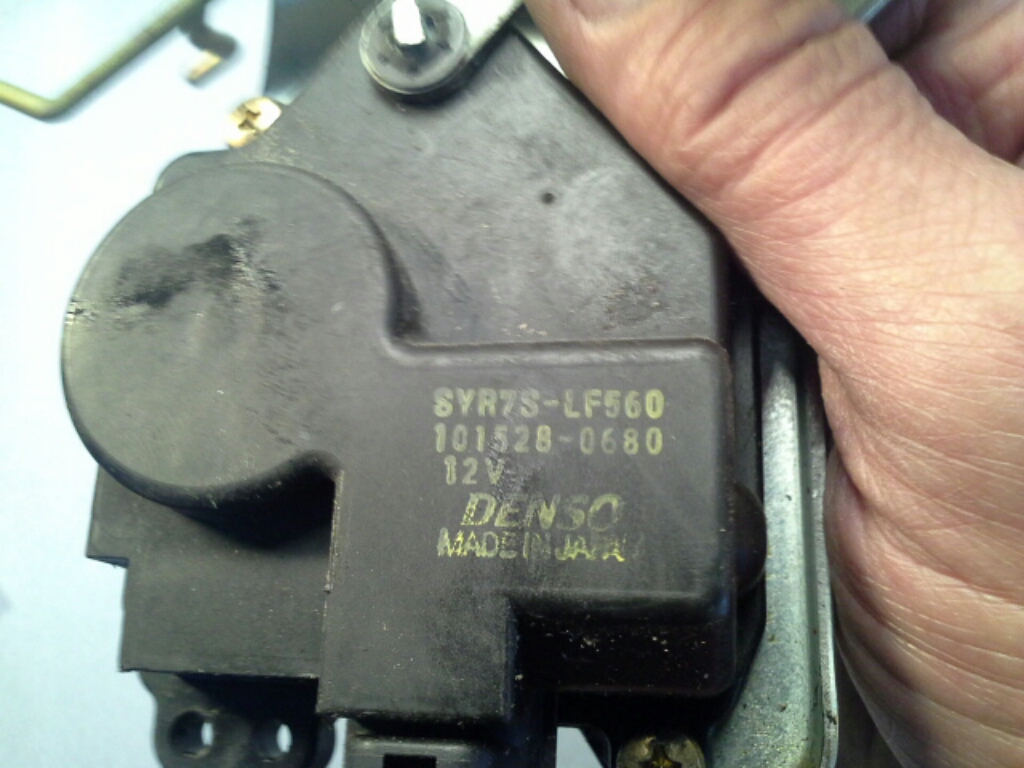 SYR7S-LF560
101528-0680
12V
DENSO
MADE IN JAPAN